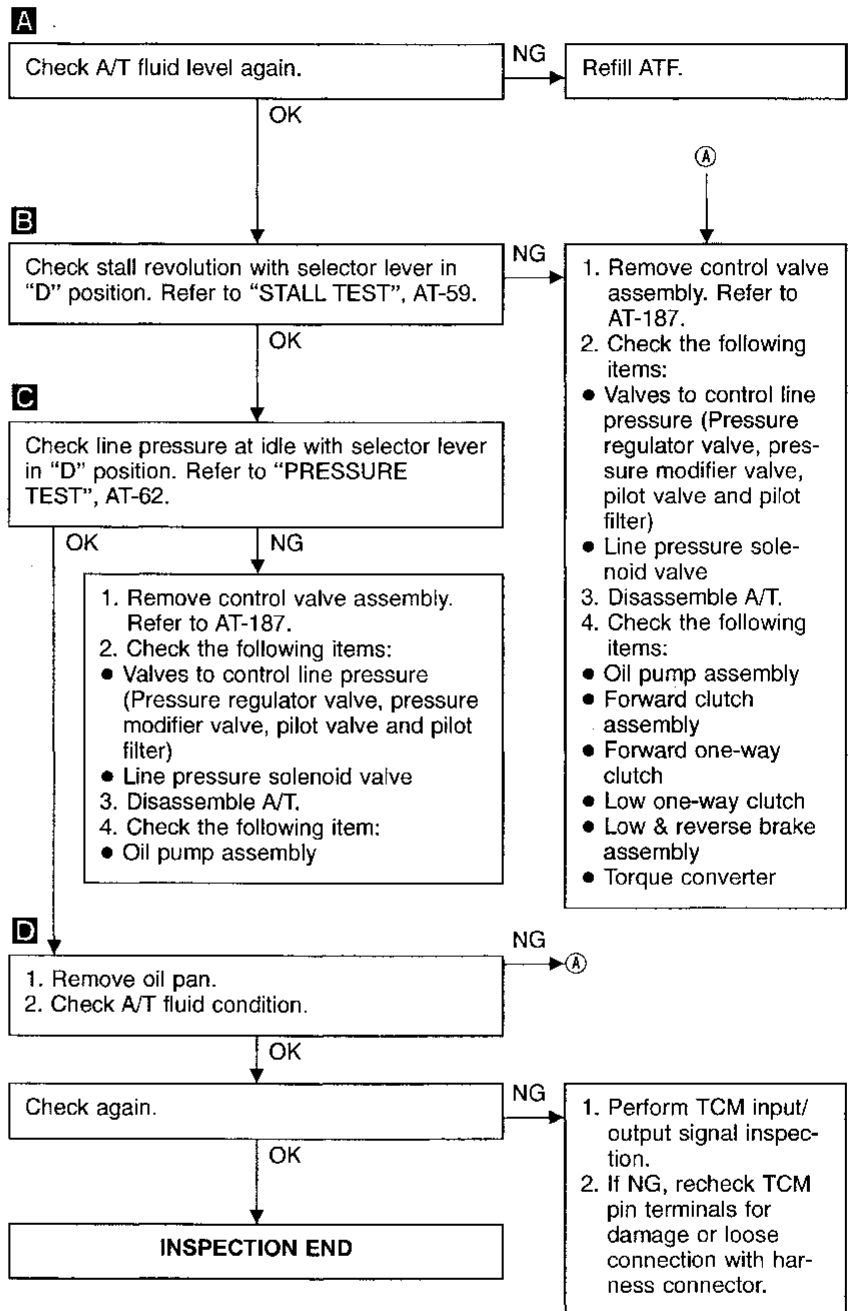 A
Check A/T fluid level again.
NG
Refill ATF.
OK
Ⓐ
B
Check stall revolution with selector lever in
"D" position. Refer to "STALL TEST", AT-59.
NG
1. Remove control valve
assembly. Refer to
AT-187.
2. Check the following
items:
● Valves to control line
pressure (Pressure
regulator valve, pres-
sure modifier valve,
pilot valve and pilot
filter)
● Line pressure sole-
noid valve
3. Disassemble A/T.
4. Check the following
items:
● Oil pump assembly
● Forward clutch
assembly
● Forward one-way
clutch
● Low one-way clutch
● Low & reverse brake
assembly
● Torque converter
OK
C
Check line pressure at idle with selector lever
in "D" position. Refer to "PRESSURE
TEST", AT-62.
OK
NG
1. Remove control valve assembly.
Refer to AT-187.
2. Check the following items:
● Valves to control line pressure
(Pressure regulator valve, pressure
modifier valve, pilot valve and pilot
filter)
● Line pressure solenoid valve
3. Disassemble A/T.
4. Check the following item:
● Oil pump assembly
D
1. Remove oil pan.
2. Check A/T fluid condition.
NG
Ⓐ
OK
Check again.
NG
1. Perform TCM input/
output signal inspec-
tion.
2. If NG, recheck TCM
pin terminals for
damage or loose
connection with har-
ness connector.
OK
INSPECTION END